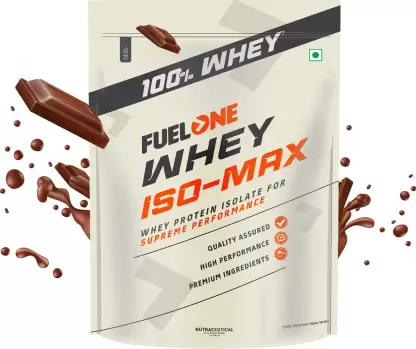 100% WHEY
FUELONE
WHEY
ISO-MAX
WHEY PROTEIN ISOLATE FOR
SUPREME PERFORMANCE
QUALITY ASSURED
HIGH PERFORMANCE
PREMIUM INGREDIENTS
NUTRACEUTICAL